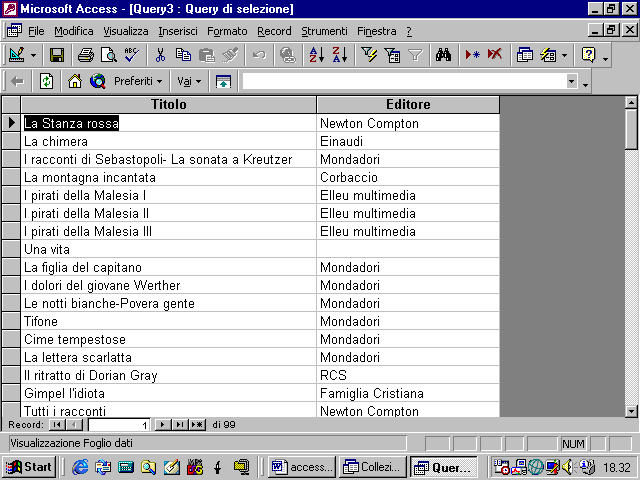 Microsoft Access - [Query3 : Query di selezione]
File Modifica Visualizza Inserisci Formato Record Strumenti Finestra ?
Preferiti Vai
Titolo Editore
La Stanza rossa Newton Compton
La chimera Einaudi
I racconti di Sebastopoli- La sonata a Kreutzer Mondadori
La montagna incantata Corbaccio
I pirati della Malesia I Elleu multimedia
I pirati della Malesia II Elleu multimedia
I pirati della Malesia III Elleu multimedia
Una vita
La figlia del capitano Mondadori
I dolori del giovane Werther Mondadori
Le notti bianche-Povera gente Mondadori
Tifone Mondadori
Cime tempestose Mondadori
La lettera scarlatta Mondadori
Il ritratto di Dorian Gray RCS
Gimpel l'idiota Famiglia Cristiana
Tutti i racconti Newton Compton
Record: 1 di 99
Visualizzazione Foglio dati NUM
Start access... Collezi... Quer... 18.32